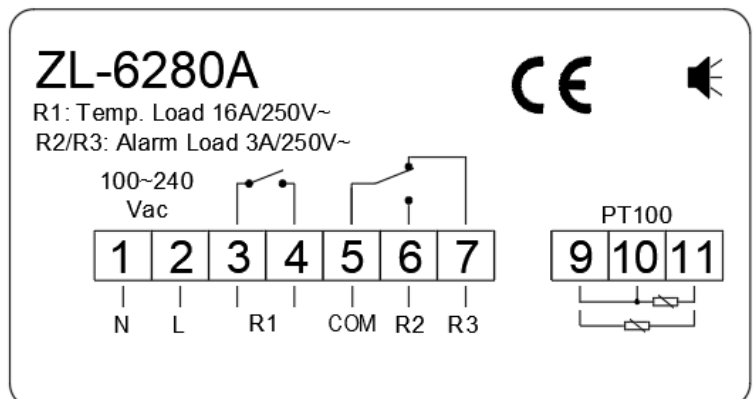 ZL-6280A
CE
R1: Temp. Load 16A/250V~
R2/R3: Alarm Load 3A/250V~
100~240
Vac
PT100
1 2 3 4 5 6 7 9 10 11
N L R1 COM R2 R3